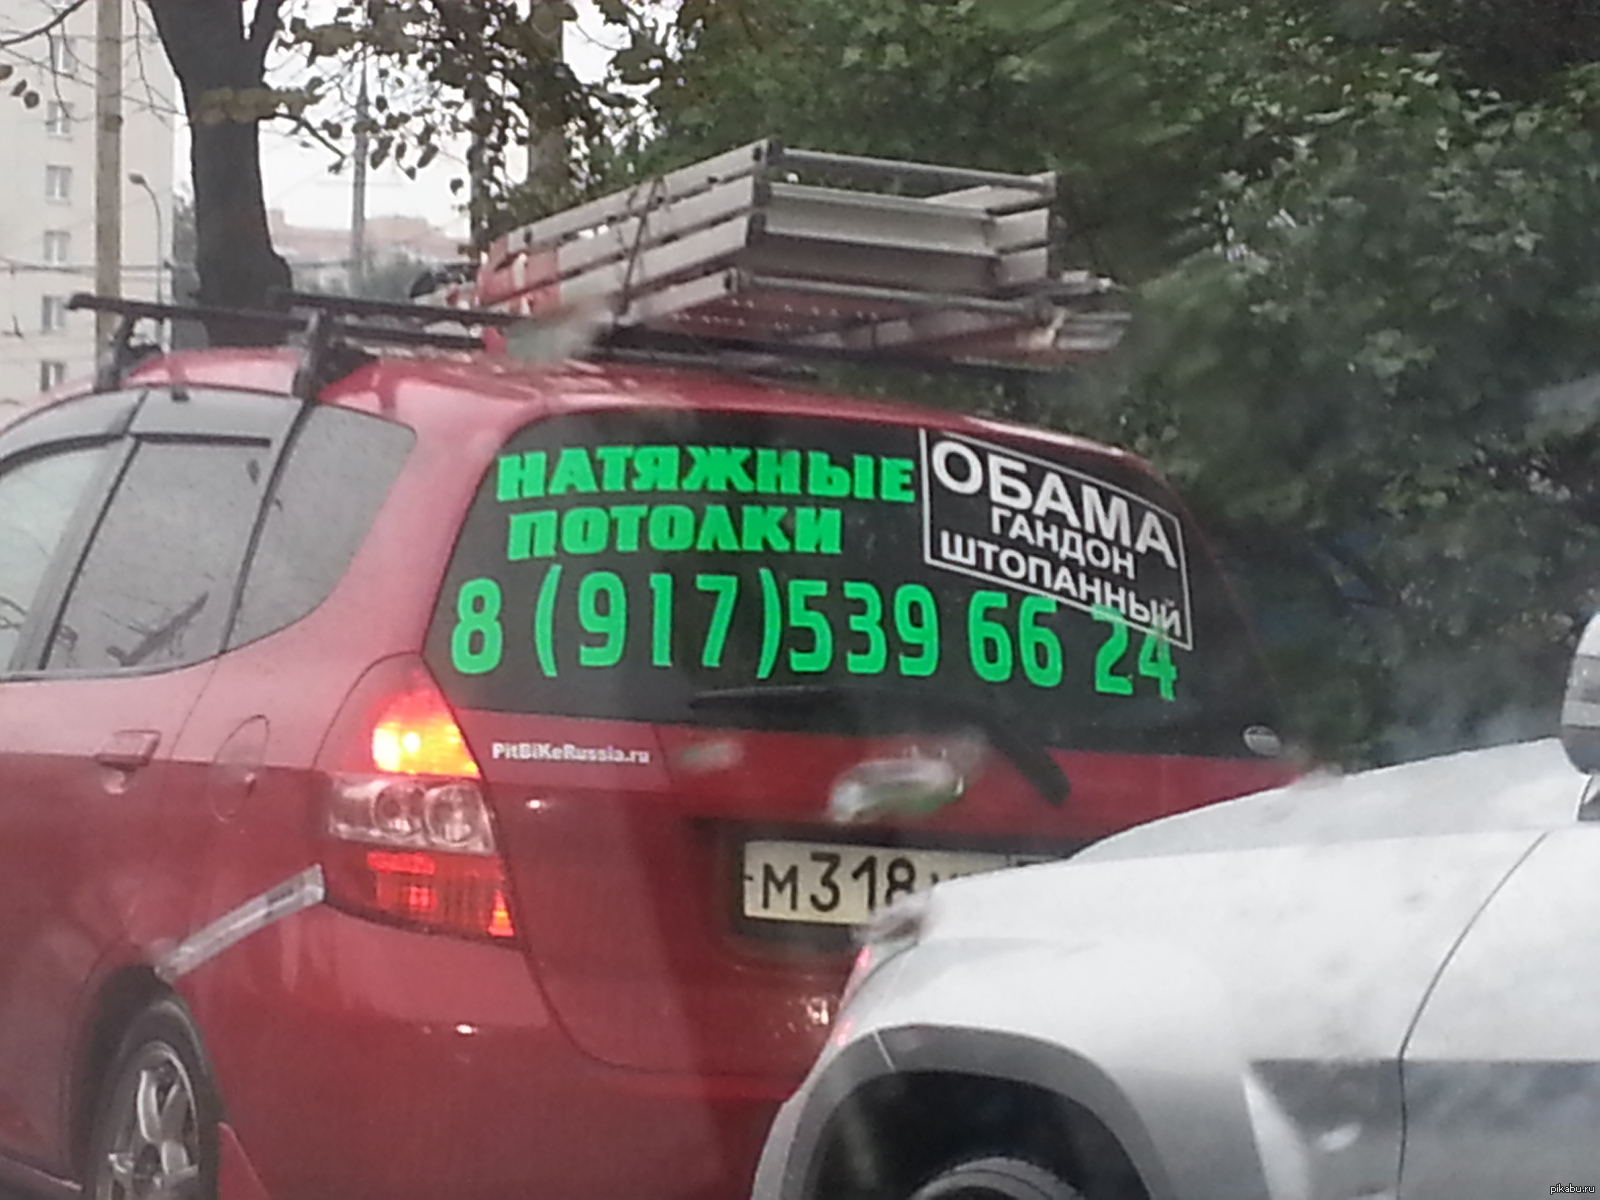 НАТЯЖНЫЕ
ПОТОЛКИ
8 (917)539 66 24
ОБАМА
ГАНДОН
ШТОПАННЫЙ
PitBiKeRussia.ru
М318
pikabu.ru